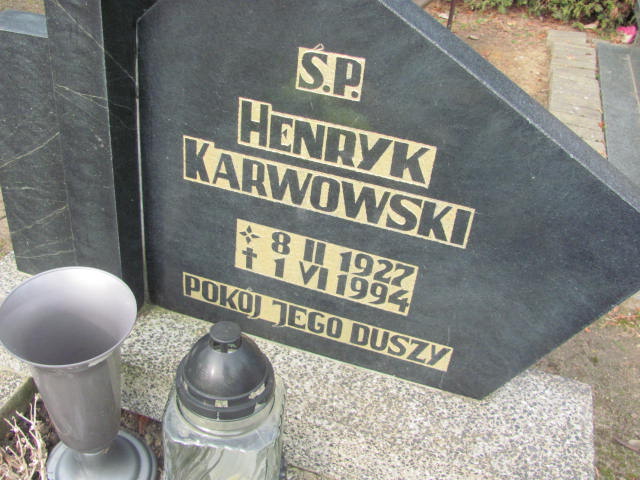 Ś.P.
HENRYK
KARWOWSKI
8 II 1927
1 VI 1994
POKÓJ JEGO DUSZY